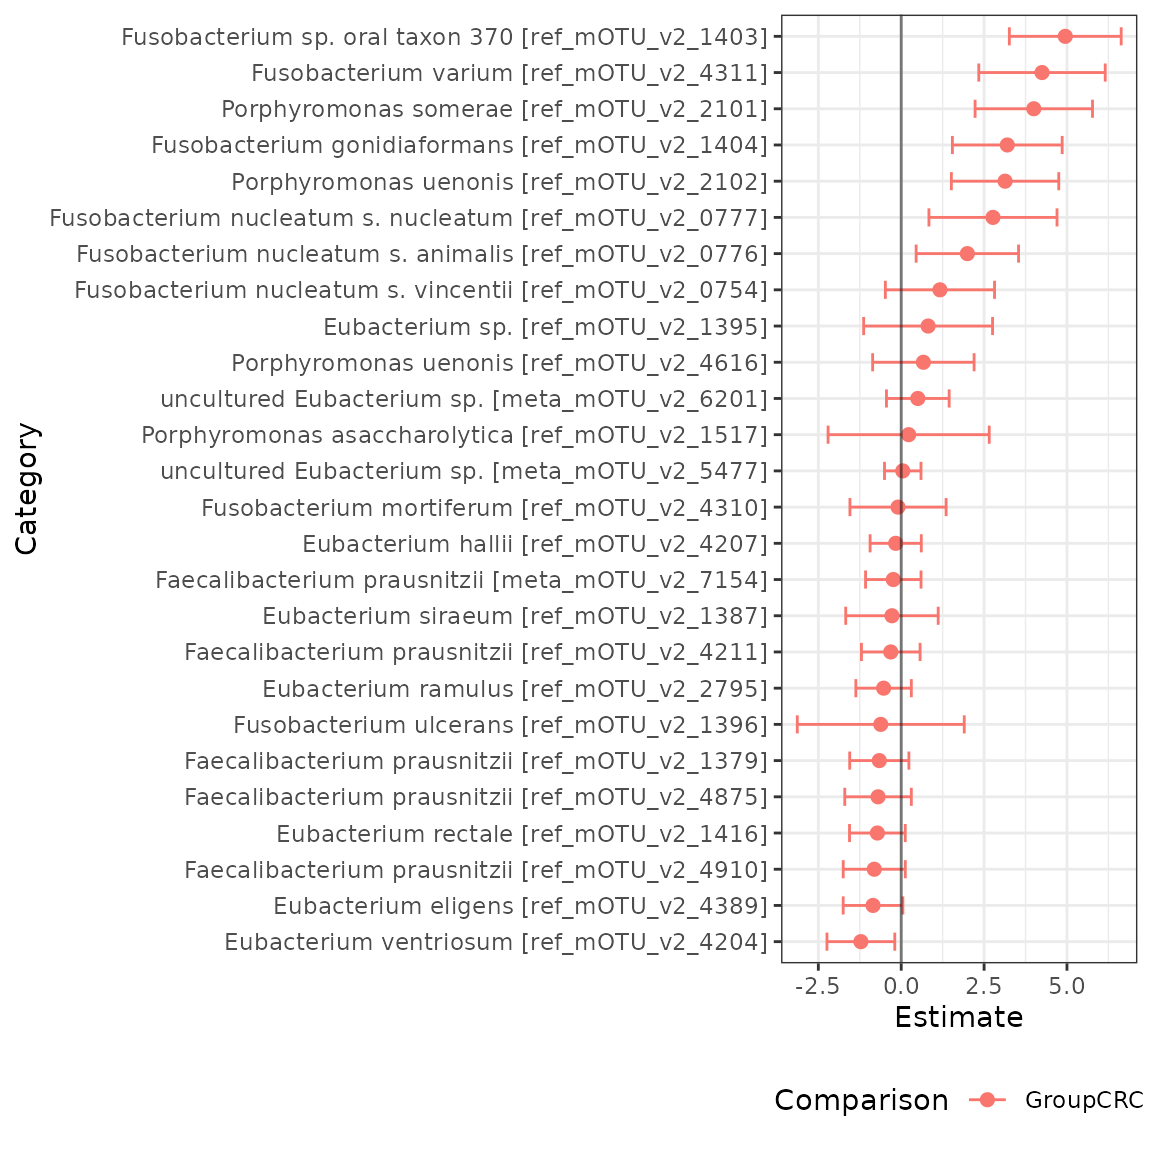 Fusobacterium sp. oral taxon 370 [ref_mOTU_v2_1403]
Fusobacterium varium [ref_mOTU_v2_4311]
Porphyromonas somerae [ref_mOTU_v2_2101]
Fusobacterium gonidiaformans [ref_mOTU_v2_1404]
Porphyromonas uenonis [ref_mOTU_v2_2102]
Fusobacterium nucleatum s. nucleatum [ref_mOTU_v2_0777]
Fusobacterium nucleatum s. animalis [ref_mOTU_v2_0776]
Fusobacterium nucleatum s. vincentii [ref_mOTU_v2_0754]
Eubacterium sp. [ref_mOTU_v2_1395]
Porphyromonas uenonis [ref_mOTU_v2_4616]
uncultured Eubacterium sp. [meta_mOTU_v2_6201]
Porphyromonas asaccharolytica [ref_mOTU_v2_1517]
uncultured Eubacterium sp. [meta_mOTU_v2_5477]
Fusobacterium mortiferum [ref_mOTU_v2_4310]
Eubacterium hallii [ref_mOTU_v2_4207]
Faecalibacterium prausnitzii [meta_mOTU_v2_7154]
Eubacterium siraeum [ref_mOTU_v2_1387]
Faecalibacterium prausnitzii [ref_mOTU_v2_4211]
Eubacterium ramulus [ref_mOTU_v2_2795]
Fusobacterium ulcerans [ref_mOTU_v2_1396]
Faecalibacterium prausnitzii [ref_mOTU_v2_1379]
Faecalibacterium prausnitzii [ref_mOTU_v2_4875]
Eubacterium rectale [ref_mOTU_v2_1416]
Faecalibacterium prausnitzii [ref_mOTU_v2_4910]
Eubacterium eligens [ref_mOTU_v2_4389]
Eubacterium ventriosum [ref_mOTU_v2_4204]
Category
-2.5 0.0 2.5 5.0
Estimate
Comparison GroupCRC